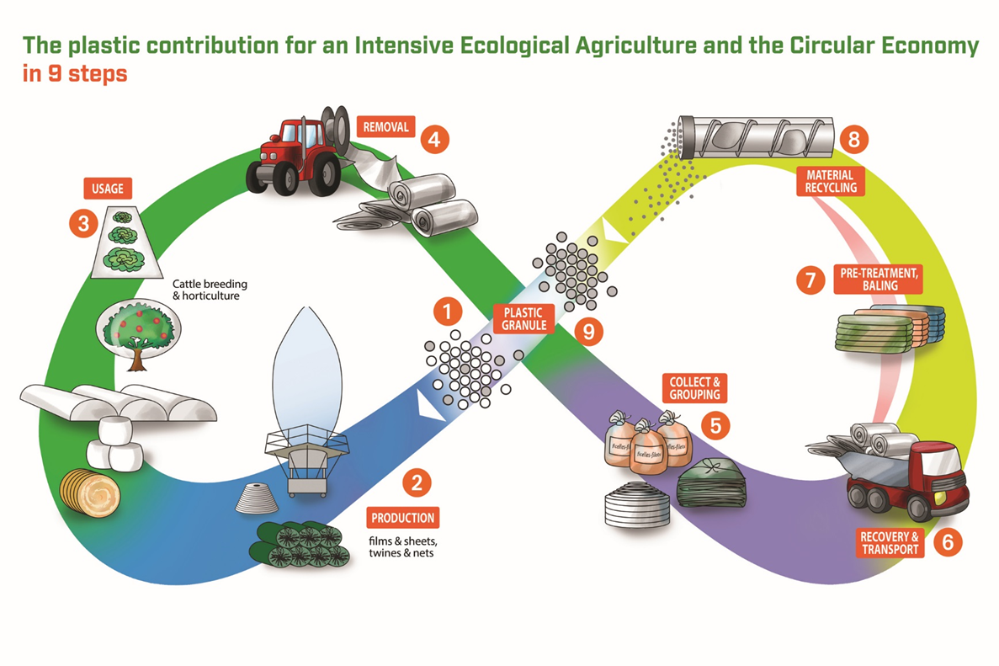 The plastic contribution for an Intensive Ecological Agriculture and the Circular Economy
in 9 steps
REMOVAL
4
8
MATERIAL
RECYCLING
USAGE
3
Cattle breeding
& horticulture
7
PRE-TREATMENT,
BALING
1
PLASTIC
GRANULE
9
COLLECT &
GROUPING
5
2
PRODUCTION
films & sheets,
twines & nets
RECOVERY &
TRANSPORT
6